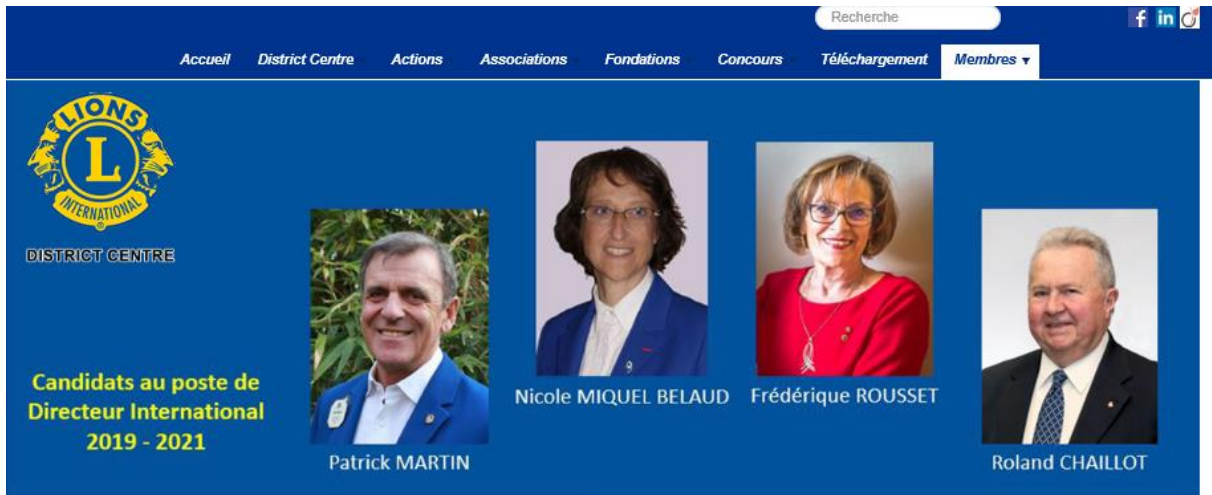 Recherche
Accueil District Centre Actions Associations Fondations Concours Téléchargement Membres
LIONS
L
INTERNATIONAL
DISTRICT CENTRE
Candidats au poste de
Directeur International
2019 - 2021
Patrick MARTIN
Nicole MIQUEL BELAUD
Frédérique ROUSSET
Roland CHAILLOT
f in